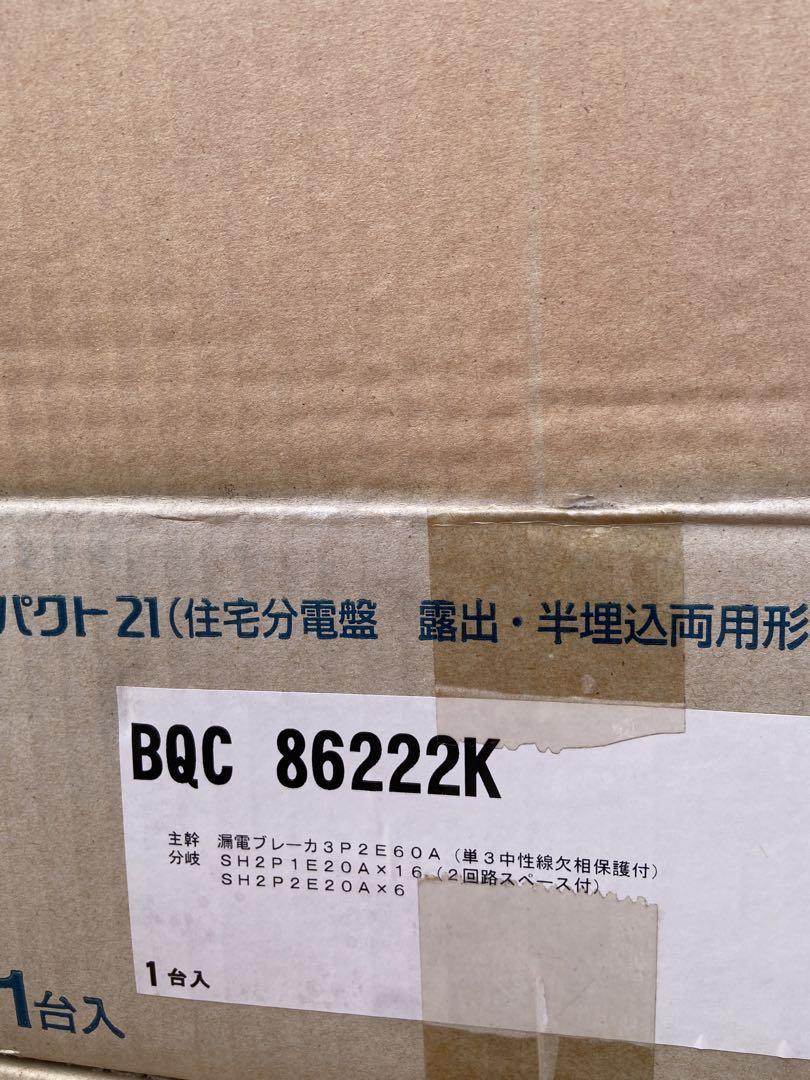 パクト21(住宅分電盤 露出・半埋込両用形
BQC 86222K
主幹 漏電ブレーカ3P2E60A(単3中性線欠相保護付)
分岐 SH2P1E20A×16(2回路スペース付)
SH2P2E20A×6
1台入
1台入